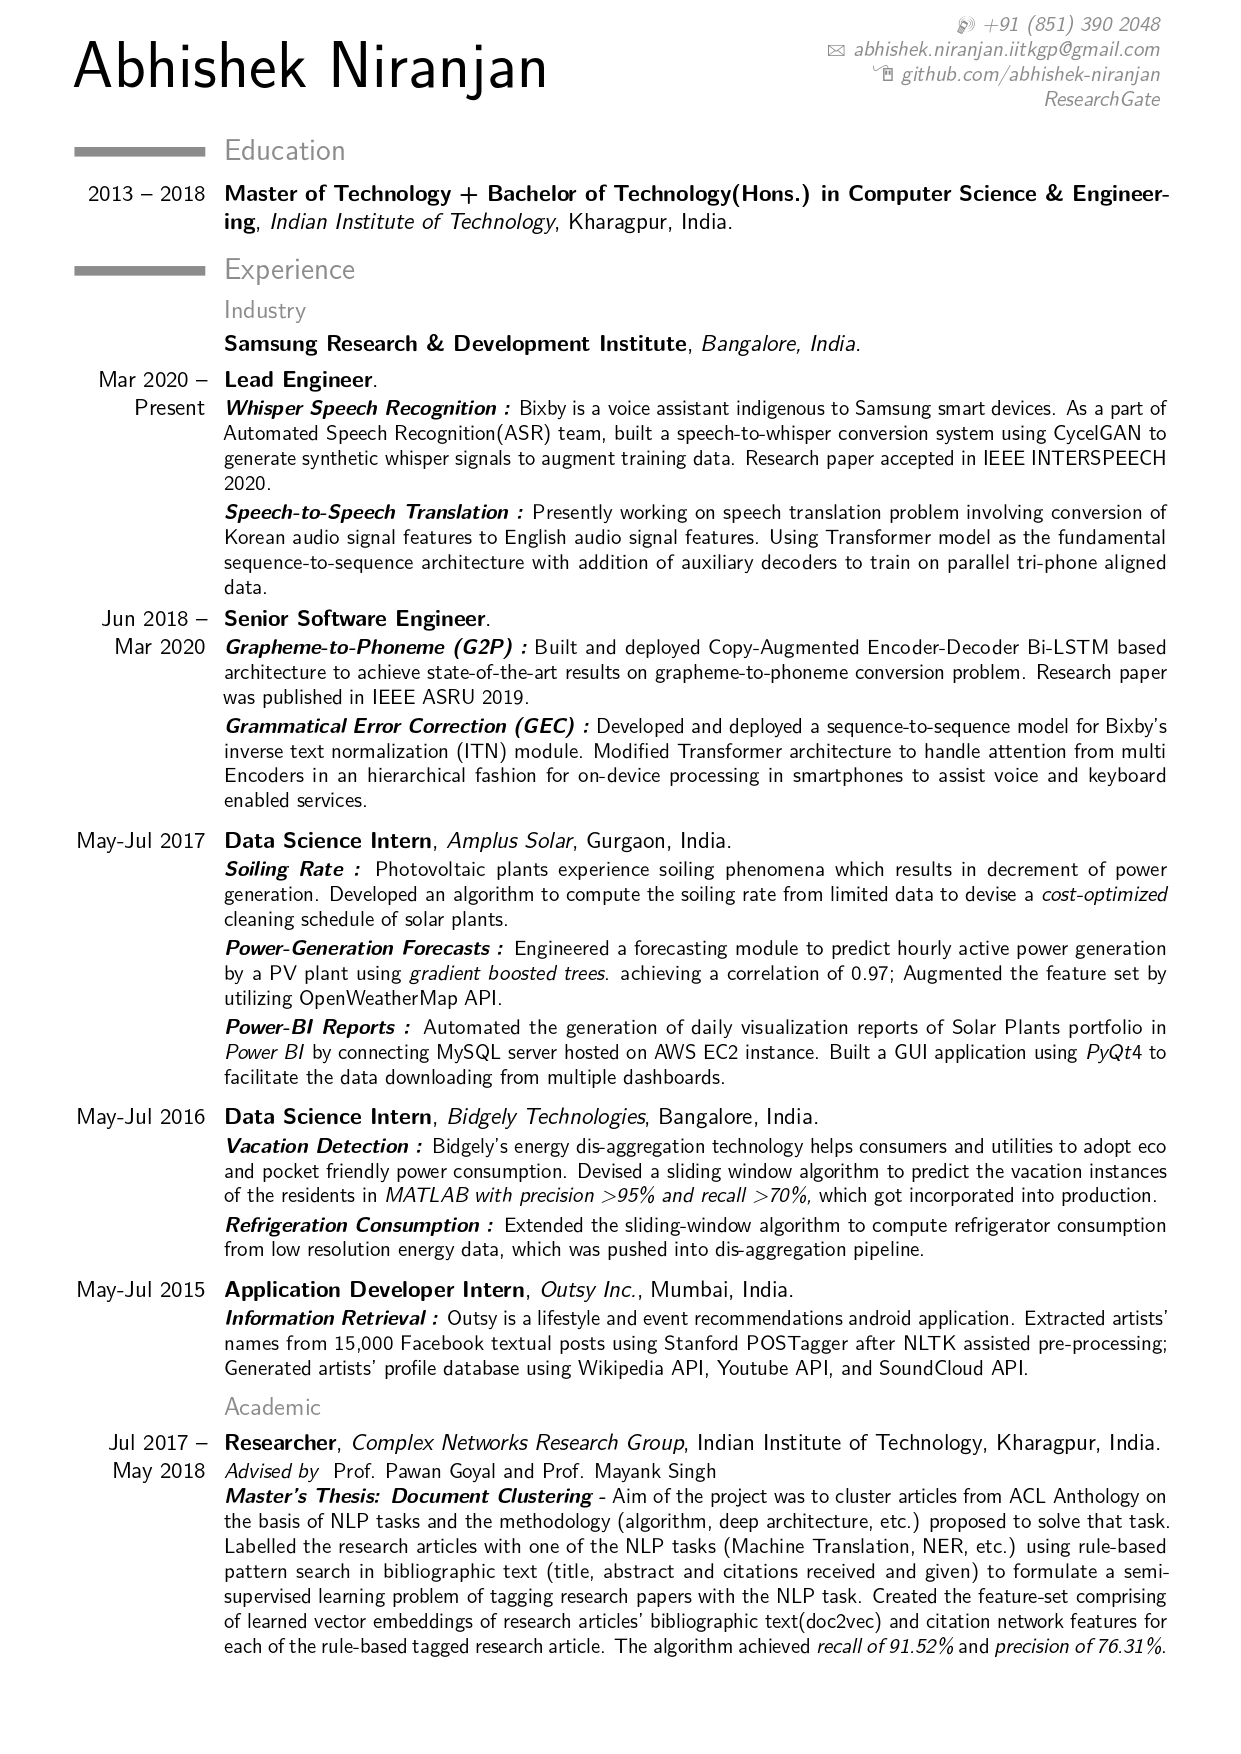 Abhishek Niranjan
+91 (851) 390 2048
abhishek.niranjan.iitkgp@gmail.com
github.com/abhishek-niranjan
ResearchGate
Education
2013 – 2018 Master of Technology + Bachelor of Technology(Hons.) in Computer Science & Engineer-
ing, Indian Institute of Technology, Kharagpur, India.
Experience
Industry
Samsung Research & Development Institute, Bangalore, India.
Mar 2020 – Lead Engineer.
Present Whisper Speech Recognition : Bixby is a voice assistant indigenous to Samsung smart devices. As a part of
Automated Speech Recognition(ASR) team, built a speech-to-whisper conversion system using CycelGAN to
generate synthetic whisper signals to augment training data. Research paper accepted in IEEE INTERSPEECH
2020.
Speech-to-Speech Translation : Presently working on speech translation problem involving conversion of
Korean audio signal features to English audio signal features. Using Transformer model as the fundamental
sequence-to-sequence architecture with addition of auxiliary decoders to train on parallel tri-phone aligned
data.
Jun 2018 – Senior Software Engineer.
Mar 2020 Grapheme-to-Phoneme (G2P) : Built and deployed Copy-Augmented Encoder-Decoder Bi-LSTM based
architecture to achieve state-of-the-art results on grapheme-to-phoneme conversion problem. Research paper
was published in IEEE ASRU 2019.
Grammatical Error Correction (GEC) : Developed and deployed a sequence-to-sequence model for Bixby's
inverse text normalization (ITN) module. Modified Transformer architecture to handle attention from multi
Encoders in an hierarchical fashion for on-device processing in smartphones to assist voice and keyboard
enabled services.
May-Jul 2017 Data Science Intern, Amplus Solar, Gurgaon, India.
Soiling Rate : Photovoltaic plants experience soiling phenomena which results in decrement of power
generation. Developed an algorithm to compute the soiling rate from limited data to devise a cost-optimized
cleaning schedule of solar plants.
Power-Generation Forecasts : Engineered a forecasting module to predict hourly active power generation
by a PV plant using gradient boosted trees. achieving a correlation of 0.97; Augmented the feature set by
utilizing OpenWeatherMap API.
Power-BI Reports : Automated the generation of daily visualization reports of Solar Plants portfolio in
Power BI by connecting MySQL server hosted on AWS EC2 instance. Built a GUI application using PyQt4 to
facilitate the data downloading from multiple dashboards.
May-Jul 2016 Data Science Intern, Bidgely Technologies, Bangalore, India.
Vacation Detection : Bidgely's energy dis-aggregation technology helps consumers and utilities to adopt eco
and pocket friendly power consumption. Devised a sliding window algorithm to predict the vacation instances
of the residents in MATLAB with precision >95% and recall >70%, which got incorporated into production.
Refrigeration Consumption : Extended the sliding-window algorithm to compute refrigerator consumption
from low resolution energy data, which was pushed into dis-aggregation pipeline.
May-Jul 2015 Application Developer Intern, Outsy Inc., Mumbai, India.
Information Retrieval : Outsy is a lifestyle and event recommendations android application. Extracted artists'
names from 15,000 Facebook textual posts using Stanford POSTagger after NLTK assisted pre-processing;
Generated artists' profile database using Wikipedia API, Youtube API, and SoundCloud API.
Academic
Jul 2017 – Researcher, Complex Networks Research Group, Indian Institute of Technology, Kharagpur, India.
May 2018 Advised by Prof. Pawan Goyal and Prof. Mayank Singh
Master's Thesis: Document Clustering - Aim of the project was to cluster articles from ACL Anthology on
the basis of NLP tasks and the methodology (algorithm, deep architecture, etc.) proposed to solve that task.
Labelled the research articles with one of the NLP tasks (Machine Translation, NER, etc.) using rule-based
pattern search in bibliographic text (title, abstract and citations received and given) to formulate a semi-
supervised learning problem of tagging research papers with the NLP task. Created the feature-set comprising
of learned vector embeddings of research articles' bibliographic text(doc2vec) and citation network features for
each of the rule-based tagged research article. The algorithm achieved recall of 91.52% and precision of 76.31%.